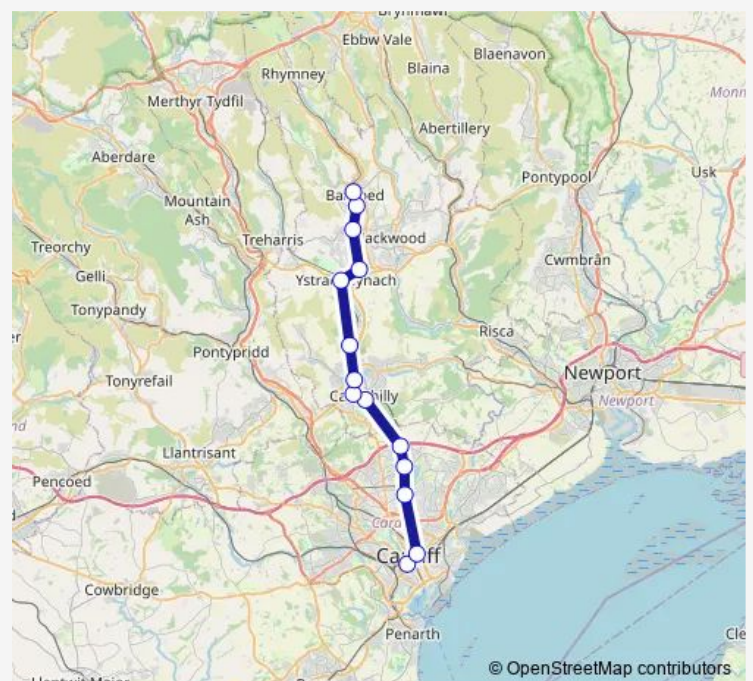 Ebbw Vale
Blaenavon
Rhymney
Blaina
Merthyr Tydfil
Abertillery
Aberdare
Usk
Pontypool
Mountain
Ash
Treharris
Treorchy
Cwmbrân
Gelli
Tonypandy
Risca
Pontypridd
Newport
Tonyrefail
Newport
Llantrisant
Pencoed
Cowbridge
Penarth
© OpenStreetMap contributors